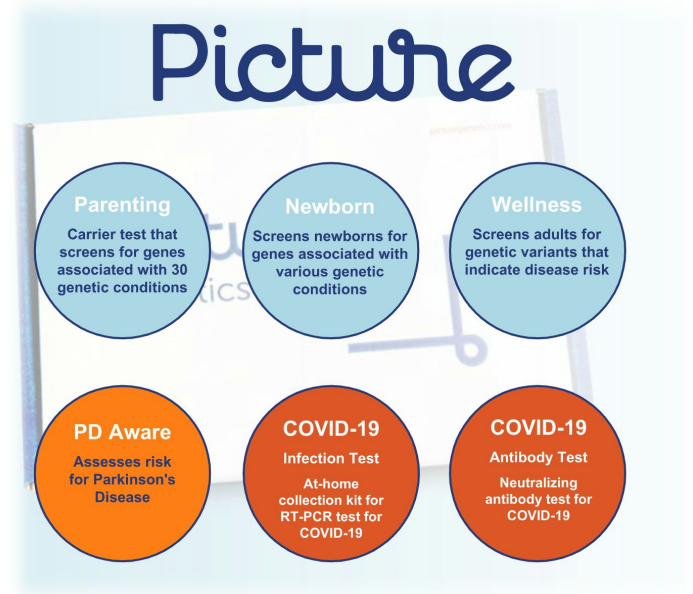 Picture
Parenting
Carrier test that
screens for genes
associated with 30
genetic conditions
Newborn
Screens newborns for
genes associated with
various genetic
conditions
Wellness
Screens adults for
genetic variants that
indicate disease risk
tics
PD Aware
Assesses risk
for Parkinson's
Disease
COVID-19
Infection Test
At-home
collection kit for
RT-PCR test for
COVID-19
COVID-19
Antibody Test
Neutralizing
antibody test for
COVID-19